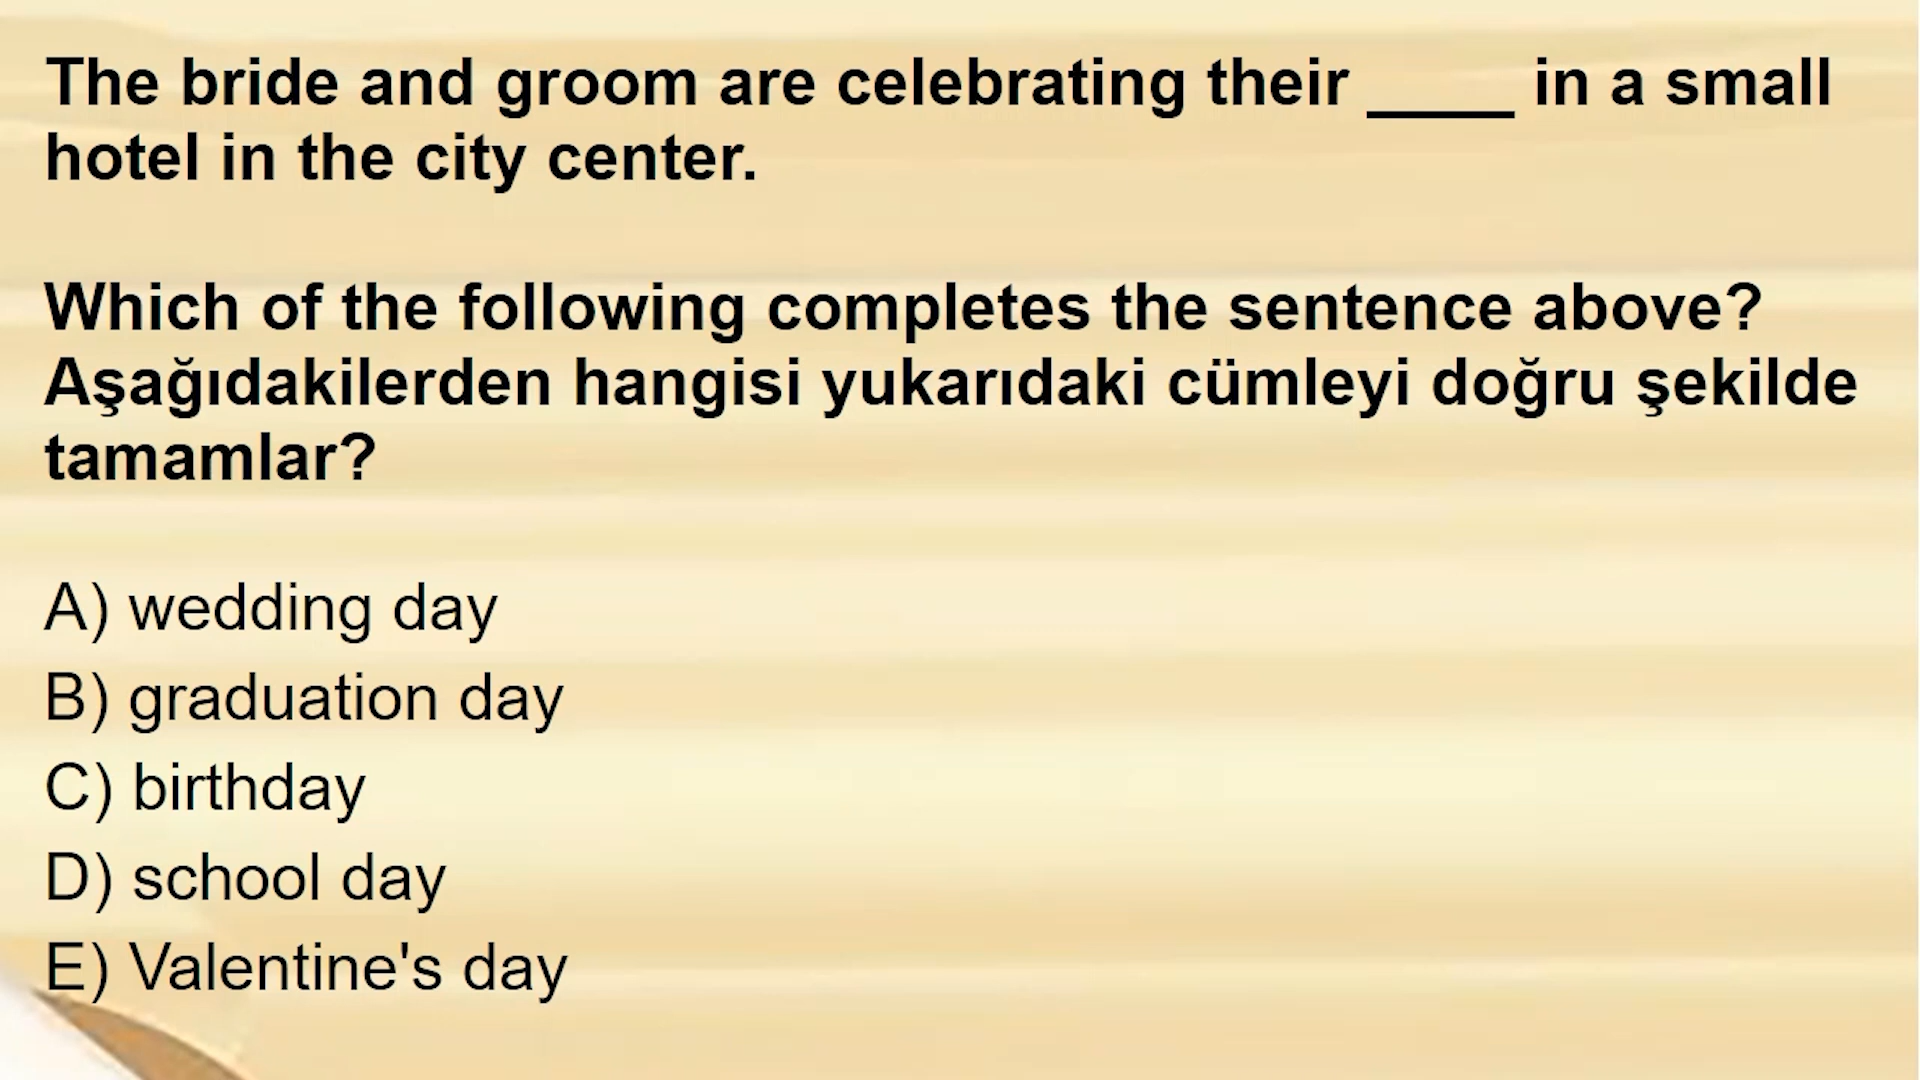 The bride and groom are celebrating their ____ in a small
hotel in the city center.
Which of the following completes the sentence above?
Aşağıdakilerden hangisi yukarıdaki cümleyi doğru şekilde
tamamlar?
A) wedding day
B) graduation day
C) birthday
D) school day
E) Valentine's day